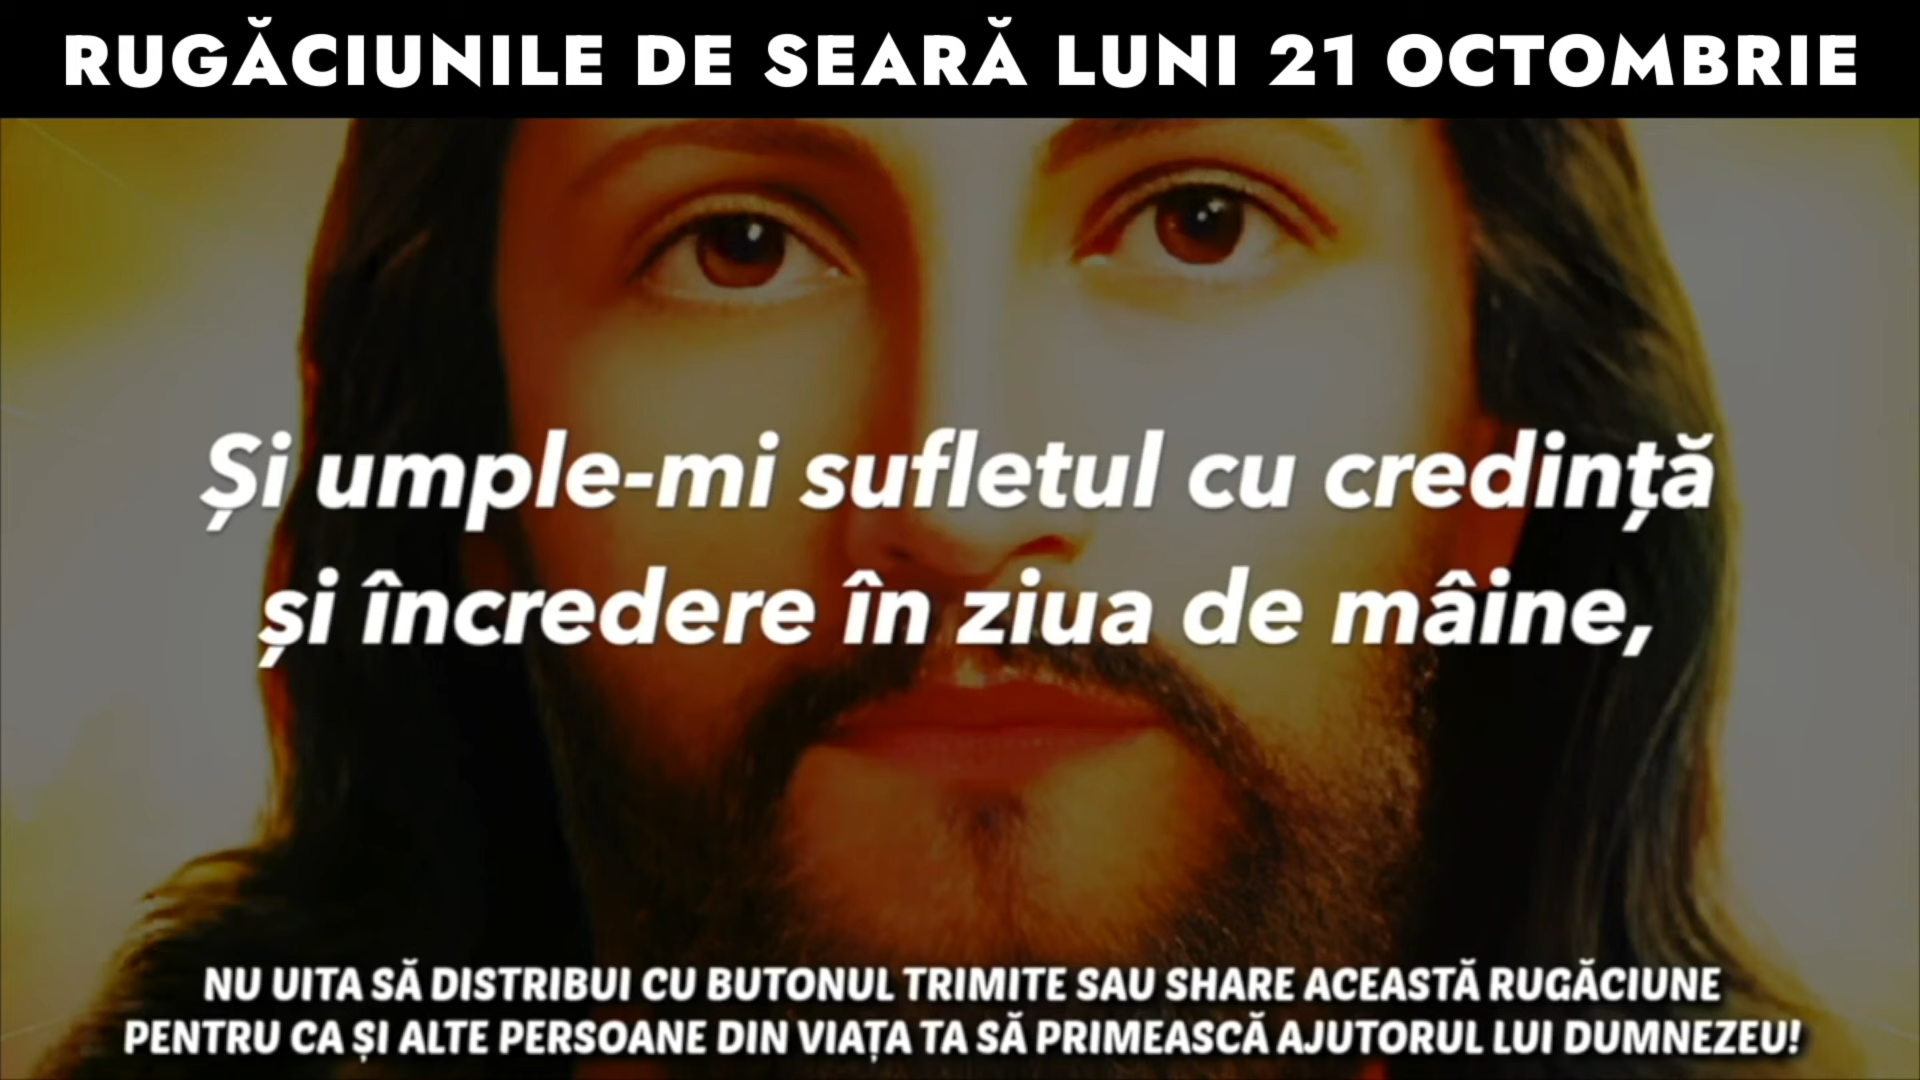 RUGĂCIUNILE DE SEARĂ LUNI 21 OCTOMBRIE
Și umple-mi sufletul cu credință
și încredere în ziua de mâine,
NU UITA SĂ DISTRIBUI CU BUTONUL TRIMITE SAU SHARE ACEASTĂ RUGĂCIUNE
PENTRU CA ȘI ALTE PERSOANE DIN VIAȚA TA SĂ PRIMEASCĂ AJUTORUL LUI DUMNEZEU!